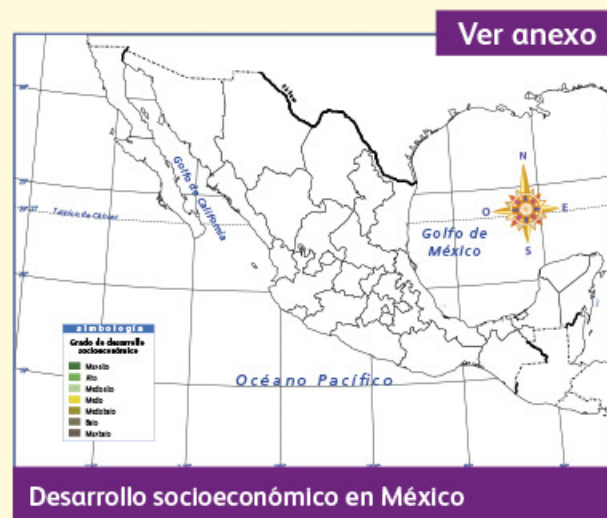 Ver anexo
N
O
E
S
Golfo de California
Golfo de
México
Trópico de Cáncer
Océano Pacífico
simbología
Grado de desarrollo
socioeconómico
Muy alto
Alto
Medio alto
Medio
Medio bajo
Bajo
Muy bajo
Desarrollo socioeconómico en México